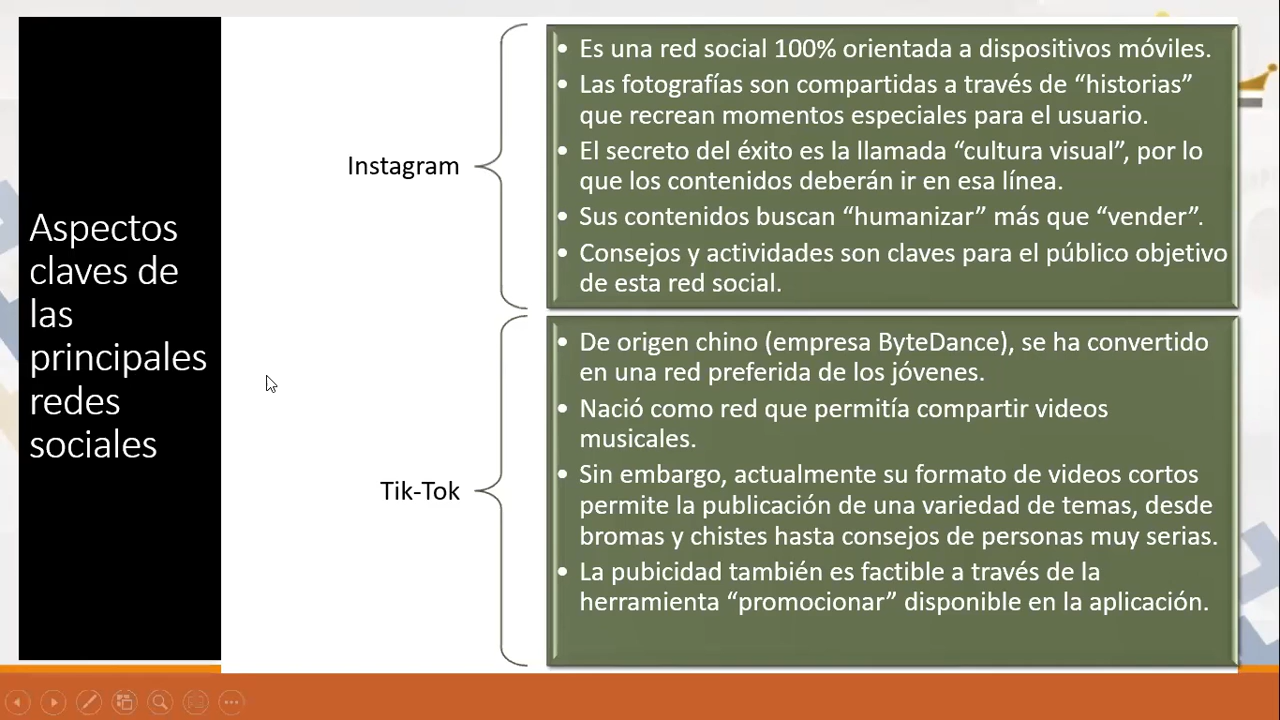 Aspectos
claves de
las
principales
redes
sociales
Instagram
• Es una red social 100% orientada a dispositivos móviles.
• Las fotografías son compartidas a través de “historias”
que recrean momentos especiales para el usuario.
• El secreto del éxito es la llamada “cultura visual”, por lo
que los contenidos deberán ir en esa línea.
• Sus contenidos buscan “humanizar” más que “vender”.
• Consejos y actividades son claves para el público objetivo
de esta red social.
Tik-Tok
• De origen chino (empresa ByteDance), se ha convertido
en una red preferida de los jóvenes.
• Nació como red que permitía compartir videos
musicales.
• Sin embargo, actualmente su formato de videos cortos
permite la publicación de una variedad de temas, desde
bromas y chistes hasta consejos de personas muy serias.
• La pubicidad también es factible a través de la
herramienta “promocionar” disponible en la aplicación.